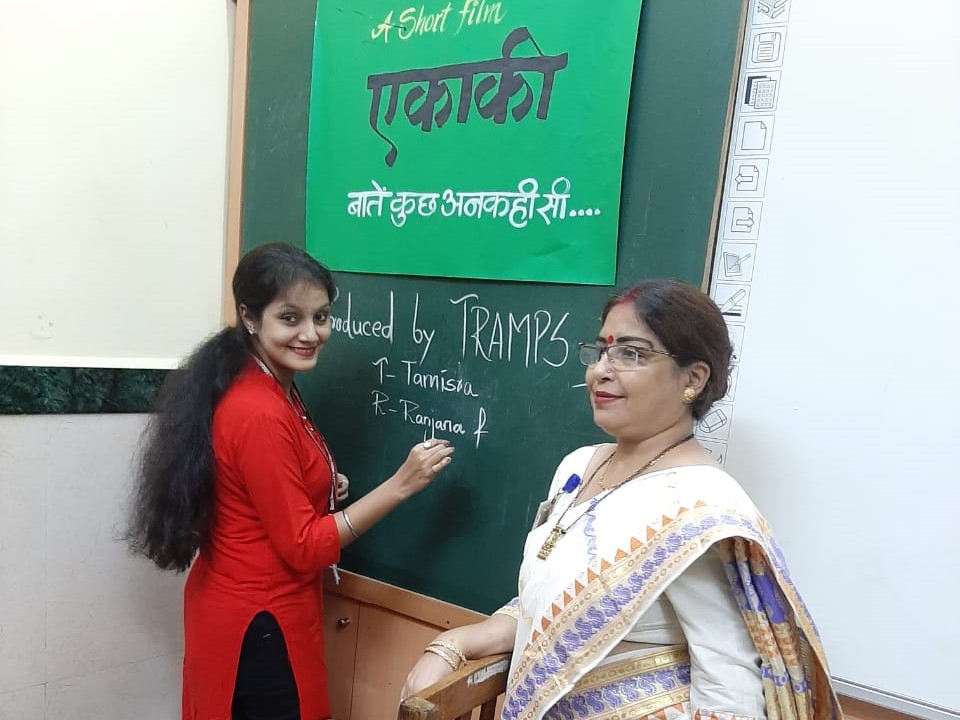 A Short film
एकाकी
बातें कुछ अनकही सी....
Produced by TRAMPS
T- Tamisra
R- Ranjana